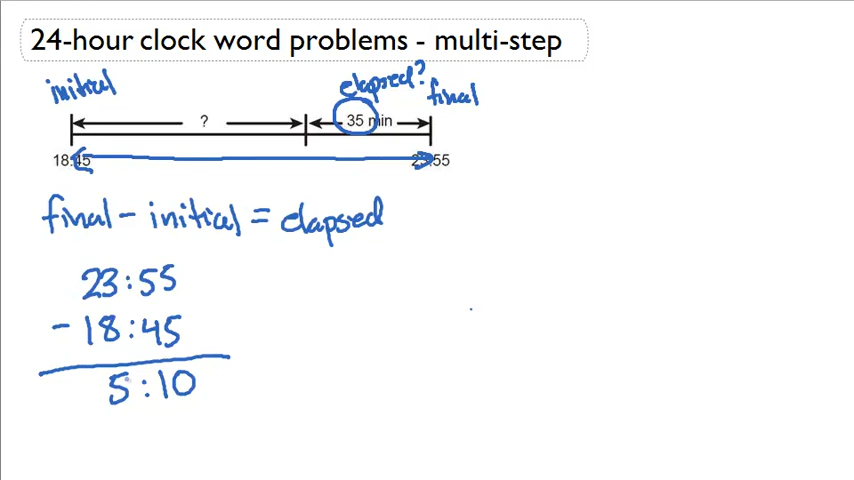 24-hour clock word problems - multi-step
initial
elapsed?
final
?
35 min
18:45
23:55
final - initial = elapsed
23:55
- 18:45
5:10